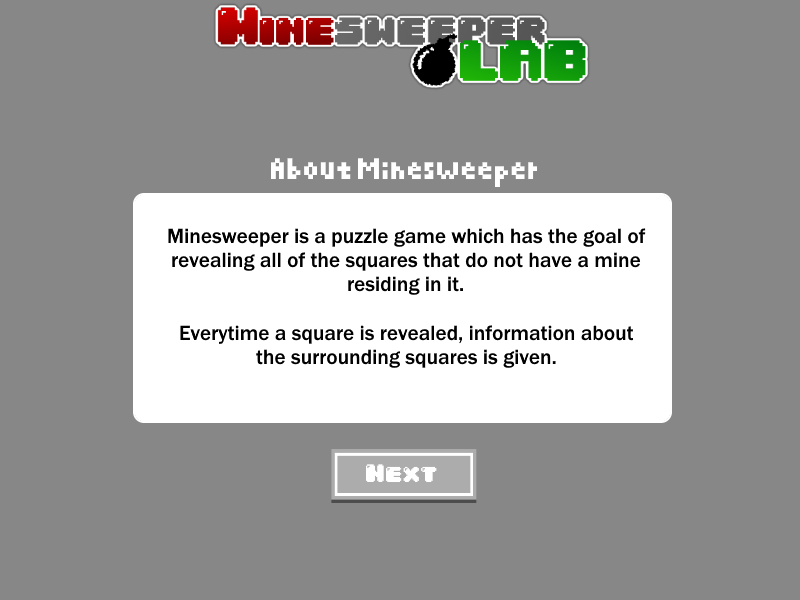 MINESWEEPER
LAB
About Minesweeper
Minesweeper is a puzzle game which has the goal of
revealing all of the squares that do not have a mine
residing in it.
Everytime a square is revealed, information about
the surrounding squares is given.
NEXT